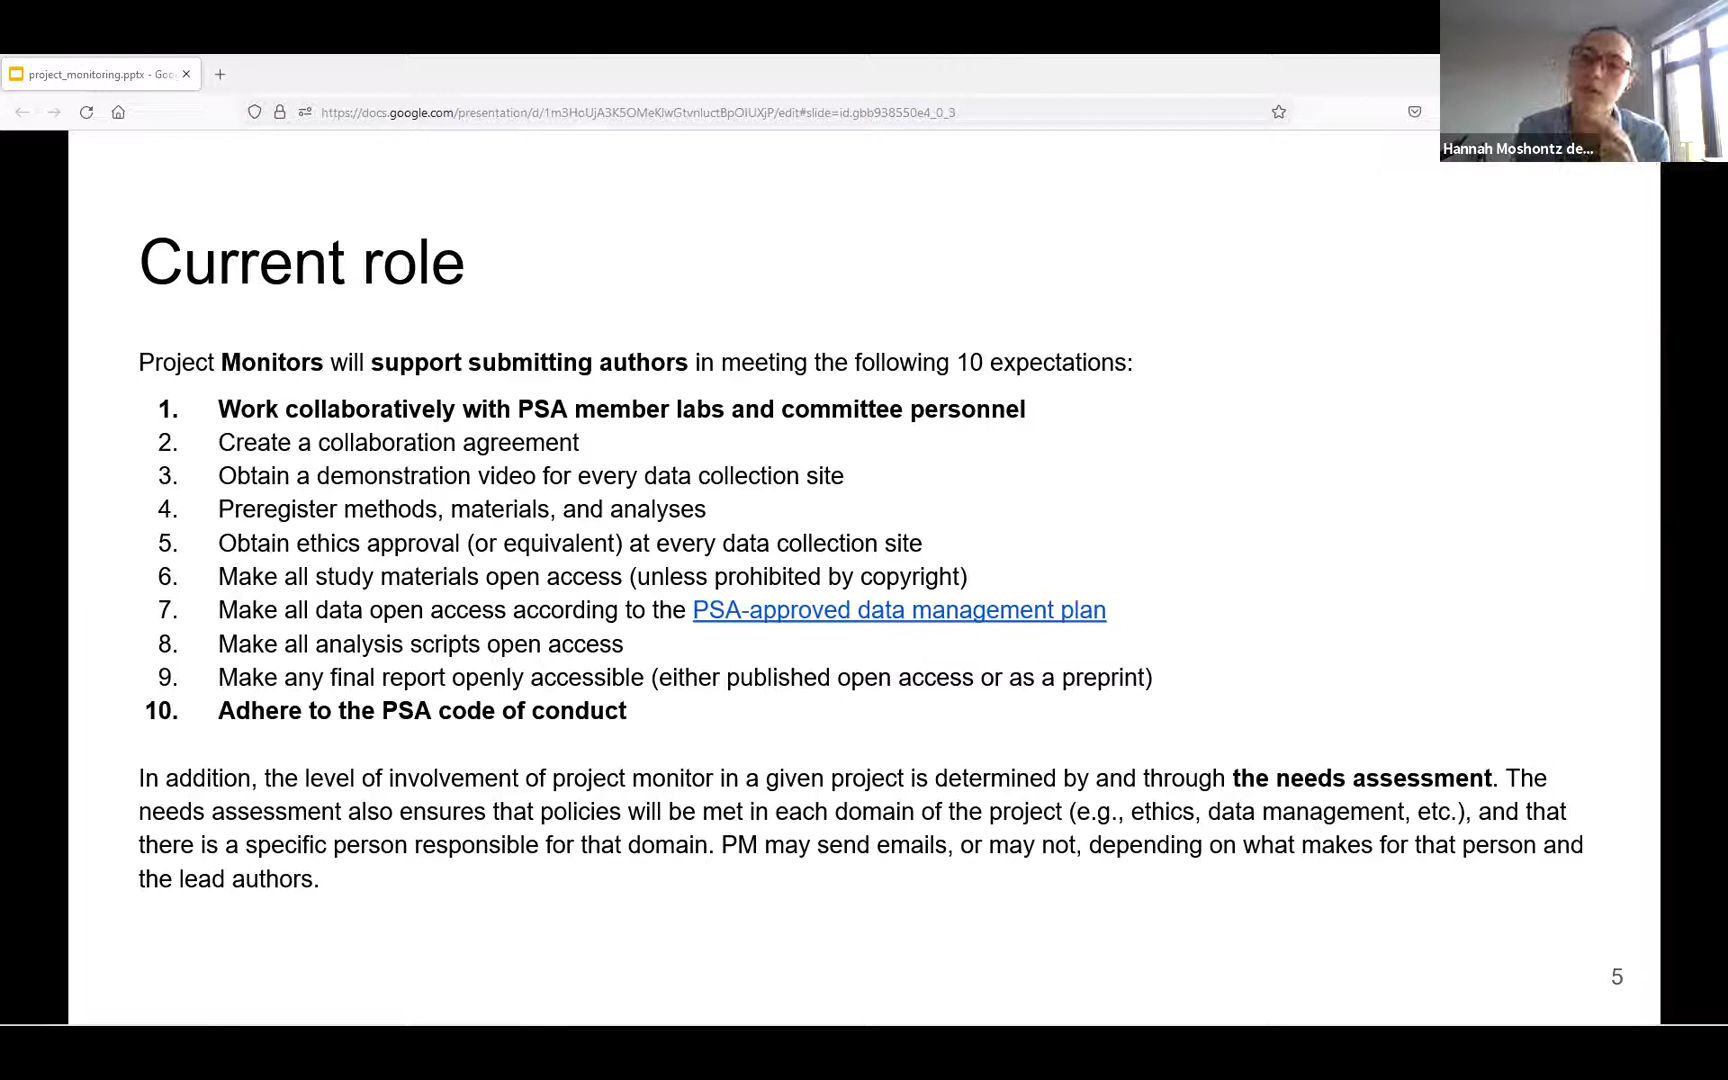 project_monitoring.pptx - Goo
https://docs.google.com/presentation/d/1m3HoUjA3K5OMeKlwGtvnluctBpOIUXjP/edit#slide=id.gbb938550e4_0_3
Hannah Moshontz de...
Current role
Project Monitors will support submitting authors in meeting the following 10 expectations:
1. Work collaboratively with PSA member labs and committee personnel
2. Create a collaboration agreement
3. Obtain a demonstration video for every data collection site
4. Preregister methods, materials, and analyses
5. Obtain ethics approval (or equivalent) at every data collection site
6. Make all study materials open access (unless prohibited by copyright)
7. Make all data open access according to the PSA-approved data management plan
8. Make all analysis scripts open access
9. Make any final report openly accessible (either published open access or as a preprint)
10. Adhere to the PSA code of conduct
In addition, the level of involvement of project monitor in a given project is determined by and through the needs assessment. The
needs assessment also ensures that policies will be met in each domain of the project (e.g., ethics, data management, etc.), and that
there is a specific person responsible for that domain. PM may send emails, or may not, depending on what makes for that person and
the lead authors.
5